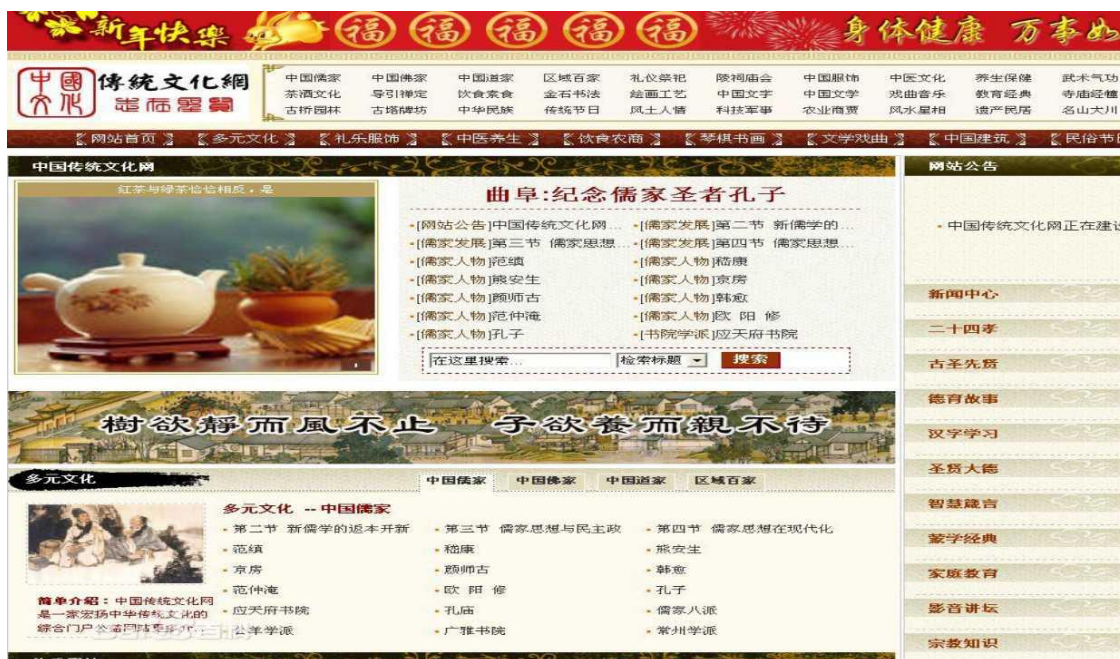 新年快樂 福 福 福 福 福 身体健康 万事如
中國文化 傳統文化網
中国儒家 中国佛家 中国道家 区域百家 礼仪祭祀 陵祠庙会 中国服饰 中医文化 养生保健 武术气功
茶酒文化 导引禅定 饮食素食 金石书法 绘画工艺 中国文字 中国文学 戏曲音乐 教育经典 寺庙经幢
古桥园林 古塔牌坊 中华民族 传统节日 风土人情 科技军事 农业商贾 风水星相 遗产民居 名山大川
【网站首页】 【多元文化】 【礼乐服饰】 【中医养生】 【饮食农商】 【琴棋书画】 【文学戏曲】 【中国建筑】 【民俗节日
中国传统文化网
紅茶与绿茶恰恰相反，是
1
曲阜:纪念儒家圣者孔子
[网站公告]中国传统文化网... [儒家发展]第二节 新儒学的...
[儒家发展]第三节 儒家思想... [儒家发展]第四节 儒家思想...
[儒家人物]范缜 [儒家人物]嵇康
[儒家人物]熊安生 [儒家人物]京房
[儒家人物]颜师古 [儒家人物]韩愈
[儒家人物]范仲淹 [儒家人物]欧 阳 修
[儒家人物]孔子 [书院学派]应天府书院
在这里搜索... 检索标题 搜索
樹欲靜而風不止 子欲養而親不待
多元文化 中国儒家 中国佛家 中国道家 区域百家
多元文化 -- 中国儒家
第二节 新儒学的返本开新 第三节 儒家思想与民主政 第四节 儒家思想在现代化
范缜 嵇康 熊安生
京房 颜师古 韩愈
范仲淹 欧 阳 修 孔子
应天府书院 孔庙 儒家八派
公羊学派 广雅书院 常州学派
简单介绍：中国传统文化网
是一家宏扬中华传统文化的
综合门户公益网站
网站公告
中国传统文化网正在建设
新闻中心
二十四孝
古圣先贤
德育故事
汉字学习
圣贤大德
智慧箴言
蒙学经典
家庭教育
影音讲坛
宗教知识